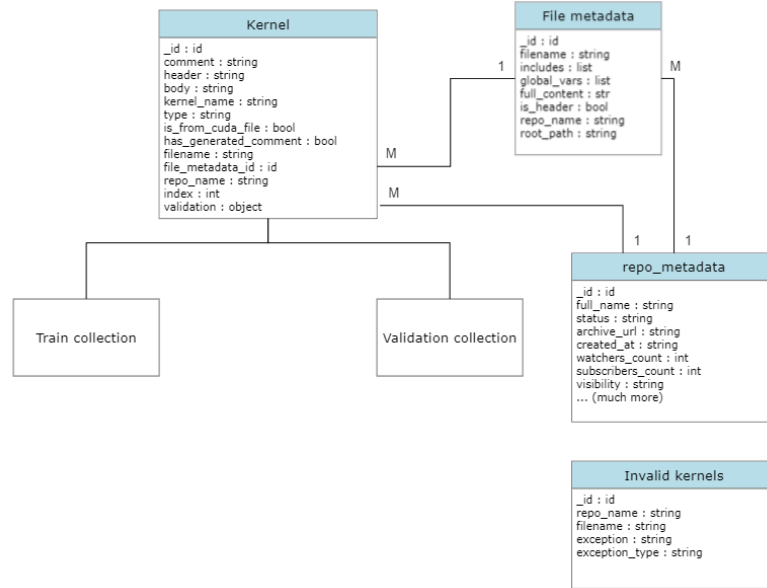 Kernel
_id : id
comment : string
header : string
body : string
kernel_name : string
type : string
is_from_cuda_file : bool
has_generated_comment : bool
filename : string
file_metadata_id : id
repo_name : string
index : int
validation : object
File metadata
_id : id
filename : string
includes : list
global_vars : list
full_content : str
is_header : bool
repo_name : string
root_path : string
1
M
M
M
1
1
Train collection
Validation collection
repo_metadata
_id : id
full_name : string
status : string
archive_url : string
created_at : string
watchers_count : int
subscribers_count : int
visibility : string
... (much more)
Invalid kernels
_id : id
repo_name : string
filename : string
exception : string
exception_type : string